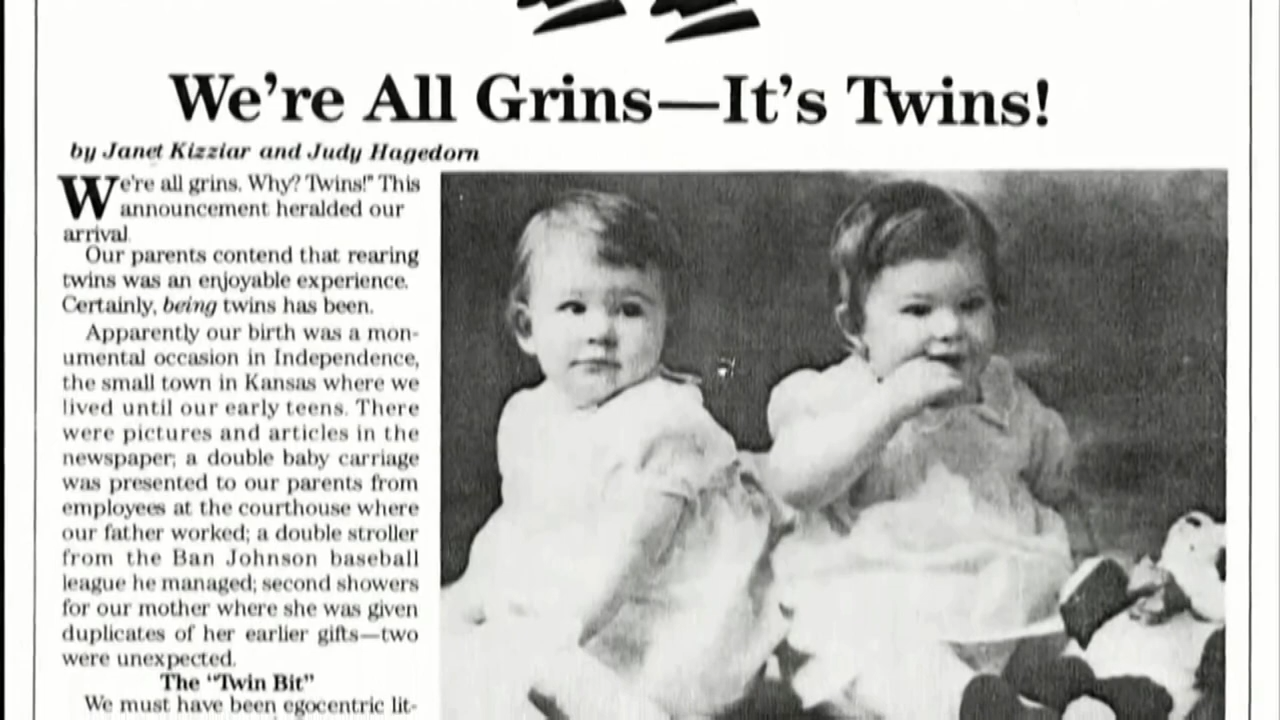 We're All Grins—It's Twins!
by Janet Kizziar and Judy Hagedorn
We're all grins. Why? Twins!" This
announcement heralded our
arrival.
Our parents contend that rearing
twins was an enjoyable experience.
Certainly, being twins has been.
Apparently our birth was a mon-
umental occasion in Independence,
the small town in Kansas where we
lived until our early teens. There
were pictures and articles in the
newspaper; a double baby carriage
was presented to our parents from
employees at the courthouse where
our father worked; a double stroller
from the Ban Johnson baseball
league he managed; second showers
for our mother where she was given
duplicates of her earlier gifts—two
were unexpected.
The "Twin Bit"
We must have been egocentric lit-